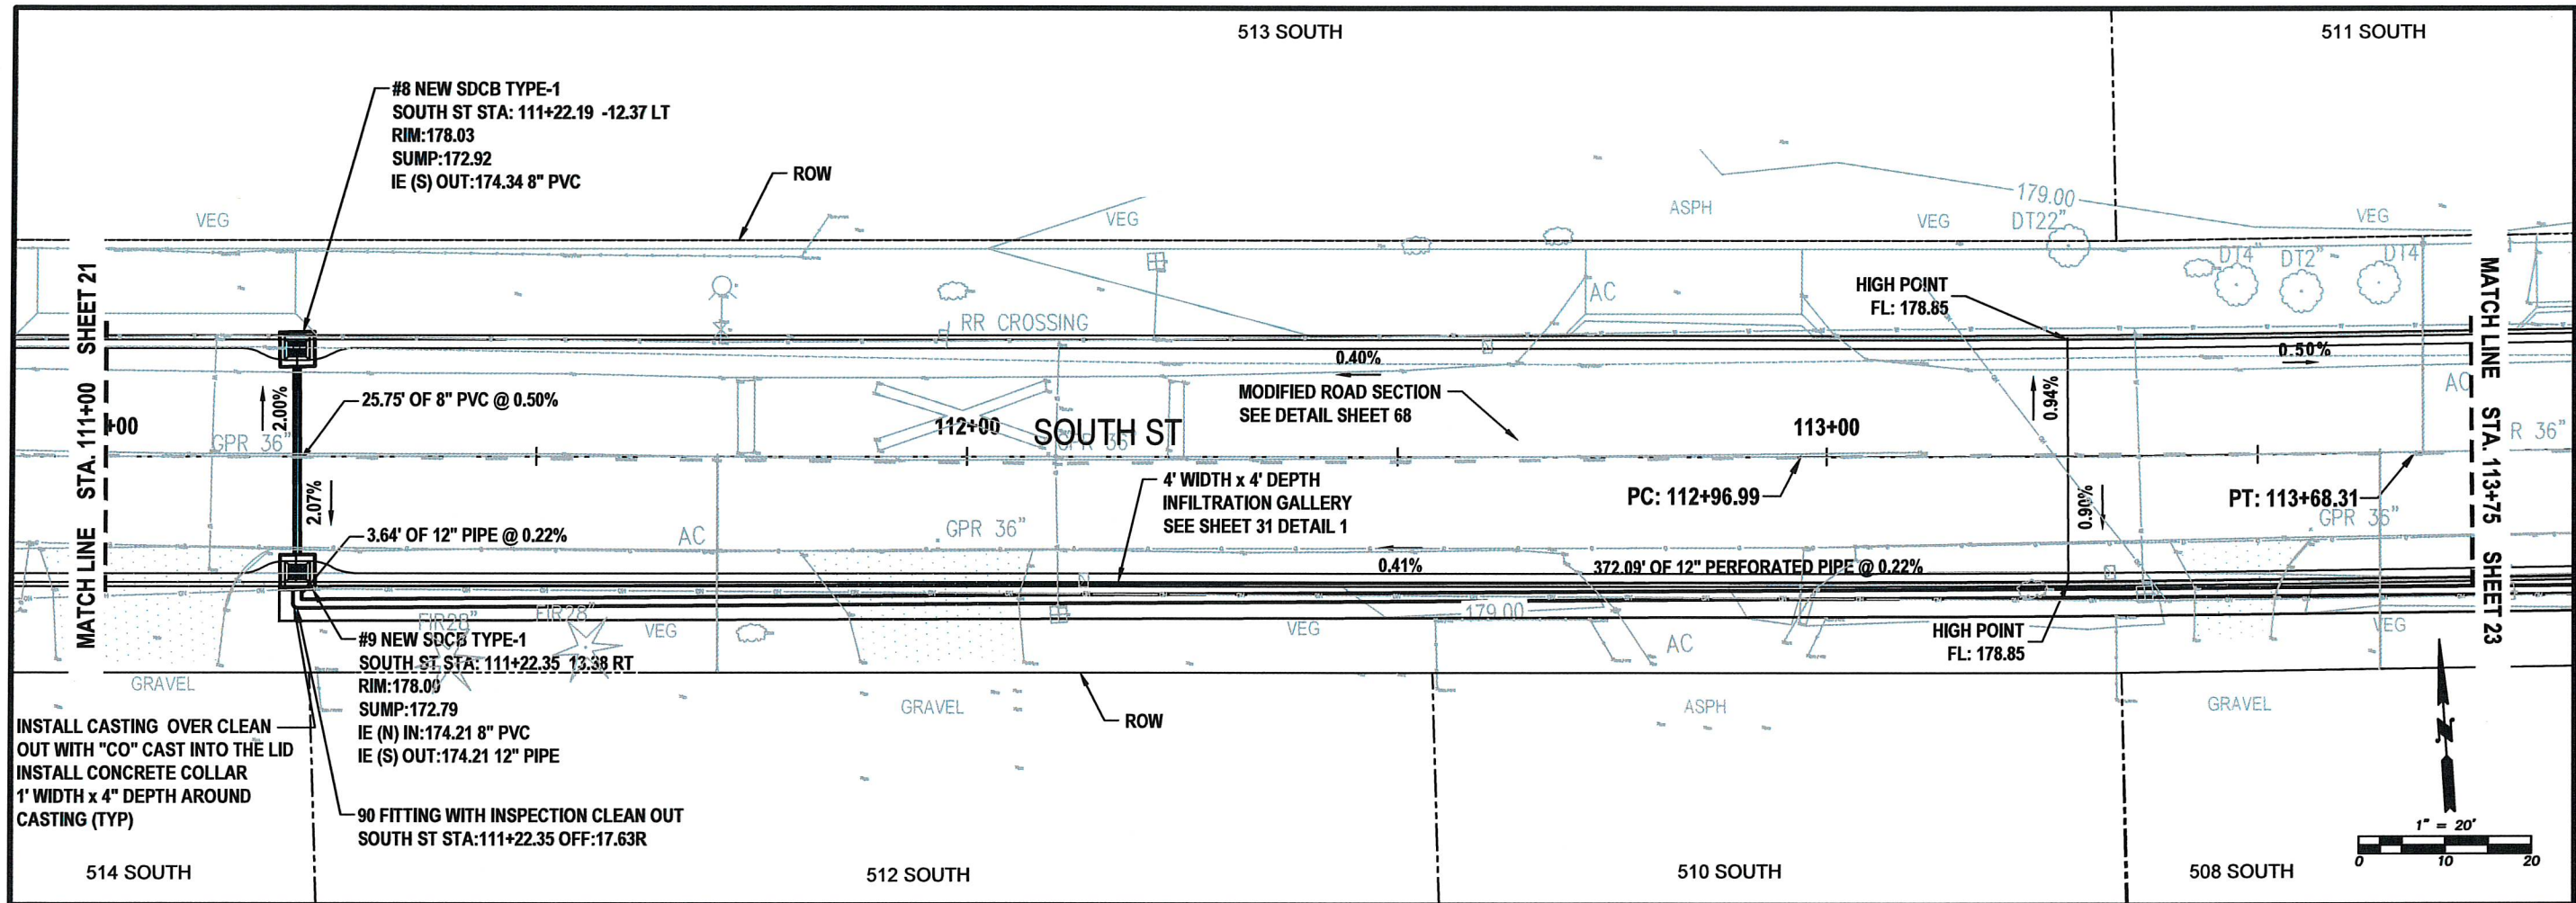 513 SOUTH
511 SOUTH
#8 NEW SDCB TYPE-1
SOUTH ST STA: 111+22.19 -12.37 LT
RIM:178.03
SUMP:172.92
IE (S) OUT:174.34 8" PVC
ROW
VEG
VEG
ASPH
VEG
179.00
DT22"
VEG
DT4"
DT2"
DT4
MATCH LINE STA. 111+00 SHEET 21
RR CROSSING
AC
HIGH POINT
FL: 178.85
0.40%
0.50%
MODIFIED ROAD SECTION
SEE DETAIL SHEET 68
0.94%
AC
MATCH LINE STA. 113+75 SHEET 23
2.00%
25.75' OF 8" PVC @ 0.50%
+00
GPR 36"
112+00
SOUTH ST
GPR 36"
113+00
R 36"
2.07%
4' WIDTH x 4' DEPTH
INFILTRATION GALLERY
SEE SHEET 31 DETAIL 1
PC: 112+96.99
0.90%
PT: 113+68.31
GPR 36"
3.64' OF 12" PIPE @ 0.22%
AC
GPR 36"
0.41%
372.09' OF 12" PERFORATED PIPE @ 0.22%
179.00
FIR28"
FIR28"
VEG
VEG
AC
HIGH POINT
FL: 178.85
VEG
#9 NEW SDCB TYPE-1
SOUTH ST STA: 111+22.35 13.38 RT
RIM:178.09
SUMP:172.79
IE (N) IN:174.21 8" PVC
IE (S) OUT:174.21 12" PIPE
GRAVEL
GRAVEL
ROW
ASPH
GRAVEL
INSTALL CASTING OVER CLEAN
OUT WITH "CO" CAST INTO THE LID
INSTALL CONCRETE COLLAR
1' WIDTH x 4" DEPTH AROUND
CASTING (TYP)
90 FITTING WITH INSPECTION CLEAN OUT
SOUTH ST STA:111+22.35 OFF:17.63R
N
1" = 20'
0 10 20
514 SOUTH
512 SOUTH
510 SOUTH
508 SOUTH